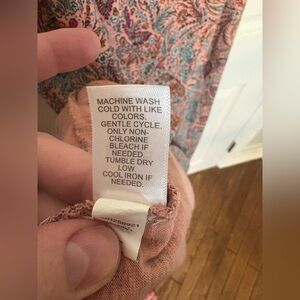 MACHINE WASH
COLD WITH LIKE
COLORS.
GENTLE CYCLE.
ONLY NON-
CHLORINE
BLEACH IF
NEEDED.
TUMBLE DRY
LOW.
COOL IRON IF
NEEDED.